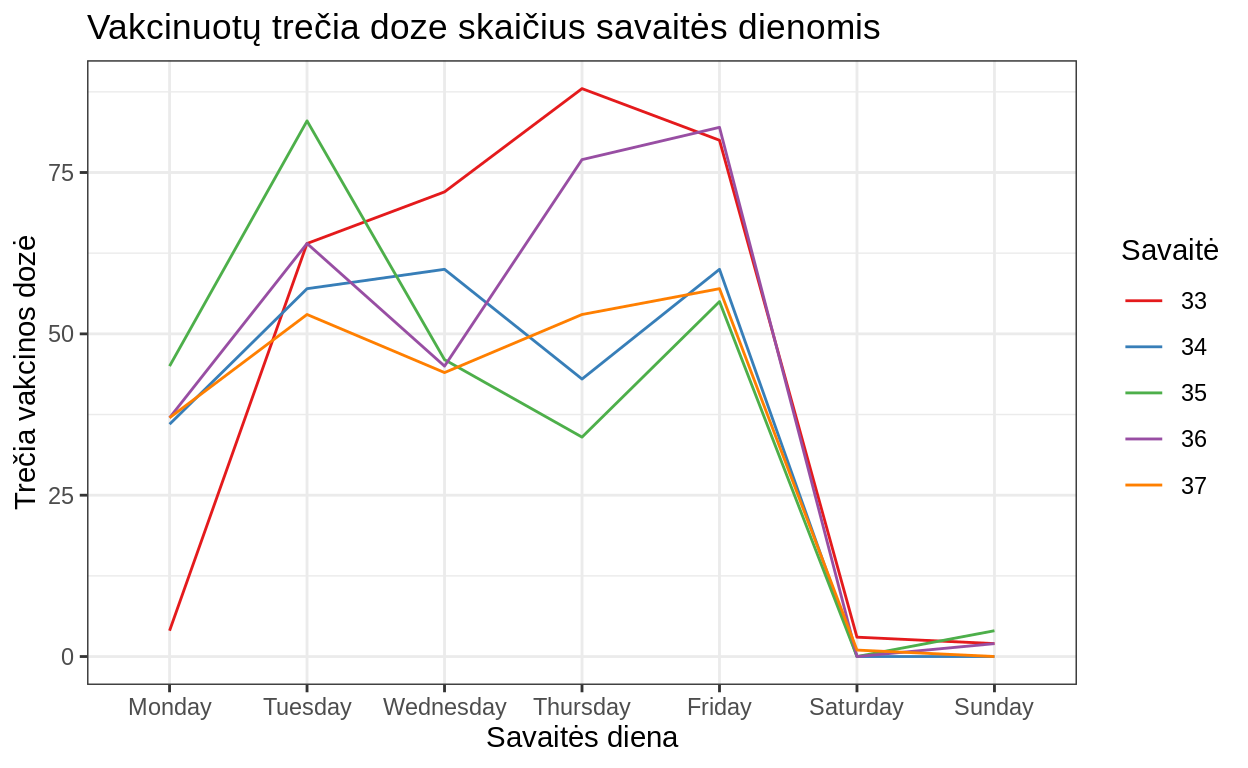 Vakcinuotų trečia doze skaičius savaitės dienomis
Trečia vakcinos dozė
75
50
25
0
Monday
Tuesday
Wednesday
Thursday
Friday
Saturday
Sunday
Savaitės diena
Savaitė
33
34
35
36
37